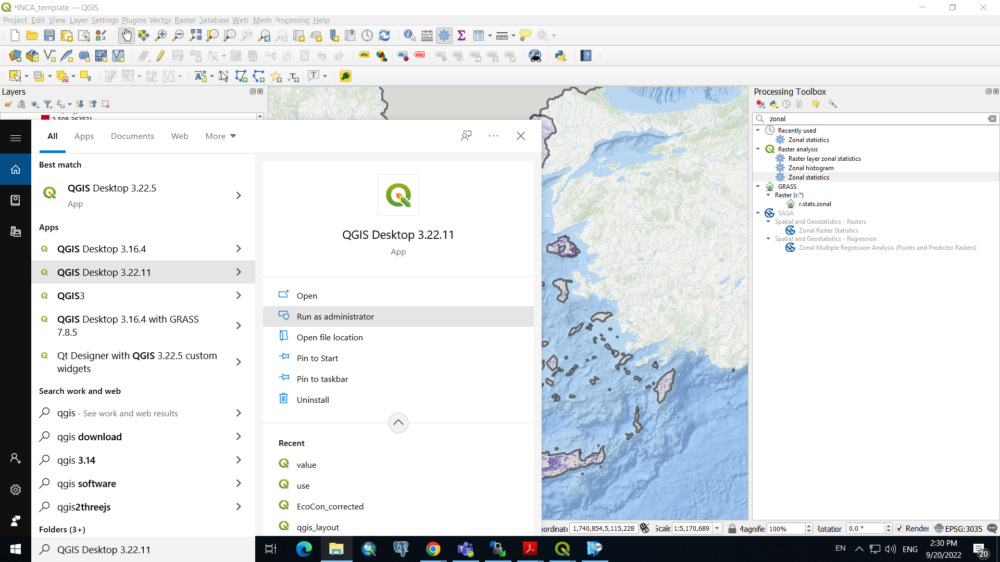 *INCA_template — QGIS
Project Edit View Layer Settings Plugins Vector Raster Database Web Mesh Processing Help
Layers
2.508.362521
Processing Toolbox
zonal
Recently used
Zonal statistics
Raster analysis
Raster layer zonal statistics
Zonal histogram
Zonal statistics
GRASS
Raster (r.*)
r.stats.zonal
SAGA
Spatial and Geostatistics - Rasters
Zonal Raster Statistics
Spatial and Geostatistics - Regression
Zonal Multiple Regression Analysis (Points and Predictor Rasters)
All Apps Documents Web More
Best match
QGIS Desktop 3.22.5
App
Apps
QGIS Desktop 3.16.4
QGIS Desktop 3.22.11
QGIS3
QGIS Desktop 3.16.4 with GRASS
7.8.5
Qt Designer with QGIS 3.22.5 custom
widgets
Search work and web
qgis - See work and web results
qgis download
qgis 3.14
qgis software
qgis2threejs
Folders (3+)
QGIS Desktop 3.22.11
QGIS Desktop 3.22.11
App
Open
Run as administrator
Open file location
Pin to Start
Pin to taskbar
Uninstall
Recent
value
use
EcoCon_corrected
qgis_layout
oordinate 1,740,854,5,115,228 Scale 1:5,170,689 Magnifie 100% Rotation 0.0 ° Render EPSG:3035
EN ENG
2:30 PM
9/20/2022
20